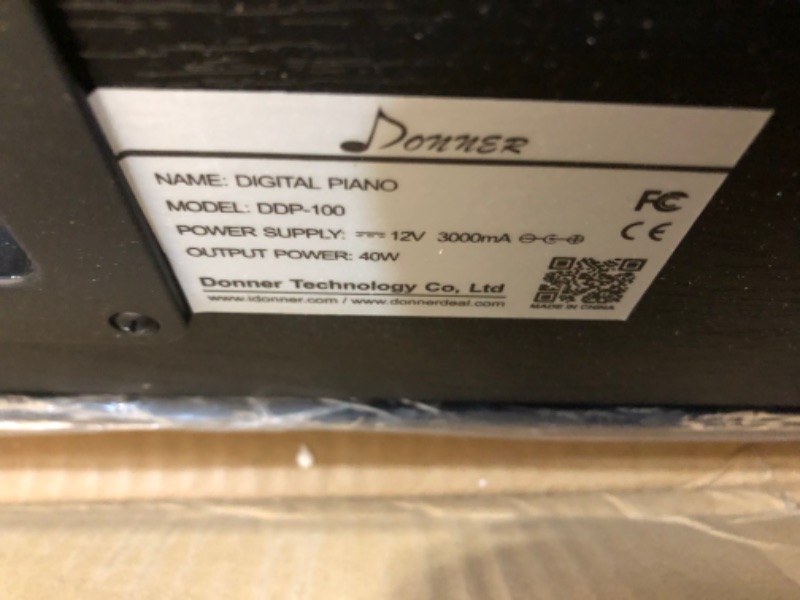 DONNER
NAME: DIGITAL PIANO
MODEL: DDP-100
POWER SUPPLY: ⎓ 12V 3000mA
OUTPUT POWER: 40W
FC
CE
Donner Technology Co, Ltd
www.idonner.com / www.donnerdeal.com
MADE IN CHINA